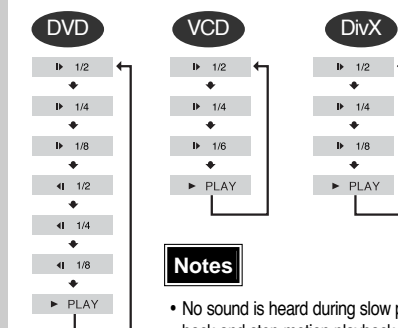 DVD
1/2
1/4
1/8
1/2
1/4
1/8
PLAY
VCD
1/2
1/4
1/6
PLAY
DivX
1/2
1/4
1/8
PLAY
Notes
• No sound is heard during slow
back and step-motion playback